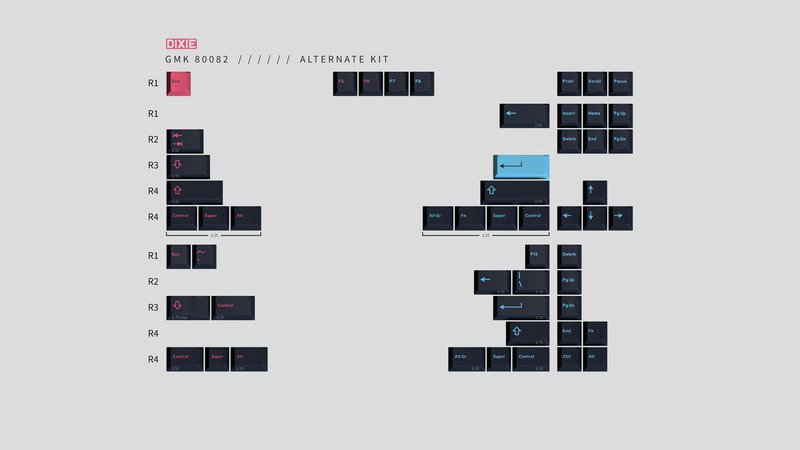 DIXIE
GMK 80082 ////// ALTERNATE KIT
R1 Esc F5 F6 F7 F8 Print Scroll Pause
R1 Insert Home Pg Up
R2 Delete End Pg Dn
R3
R4
R4 Control Super Alt Alt Gr Fn Super Control
R1 Esc ~ F13 Delete
R2 | \ Pg Up
R3 Control Pg Dn
R4 End Fn
R4 Control Super Alt Alt Gr Super Control Ctrl Alt